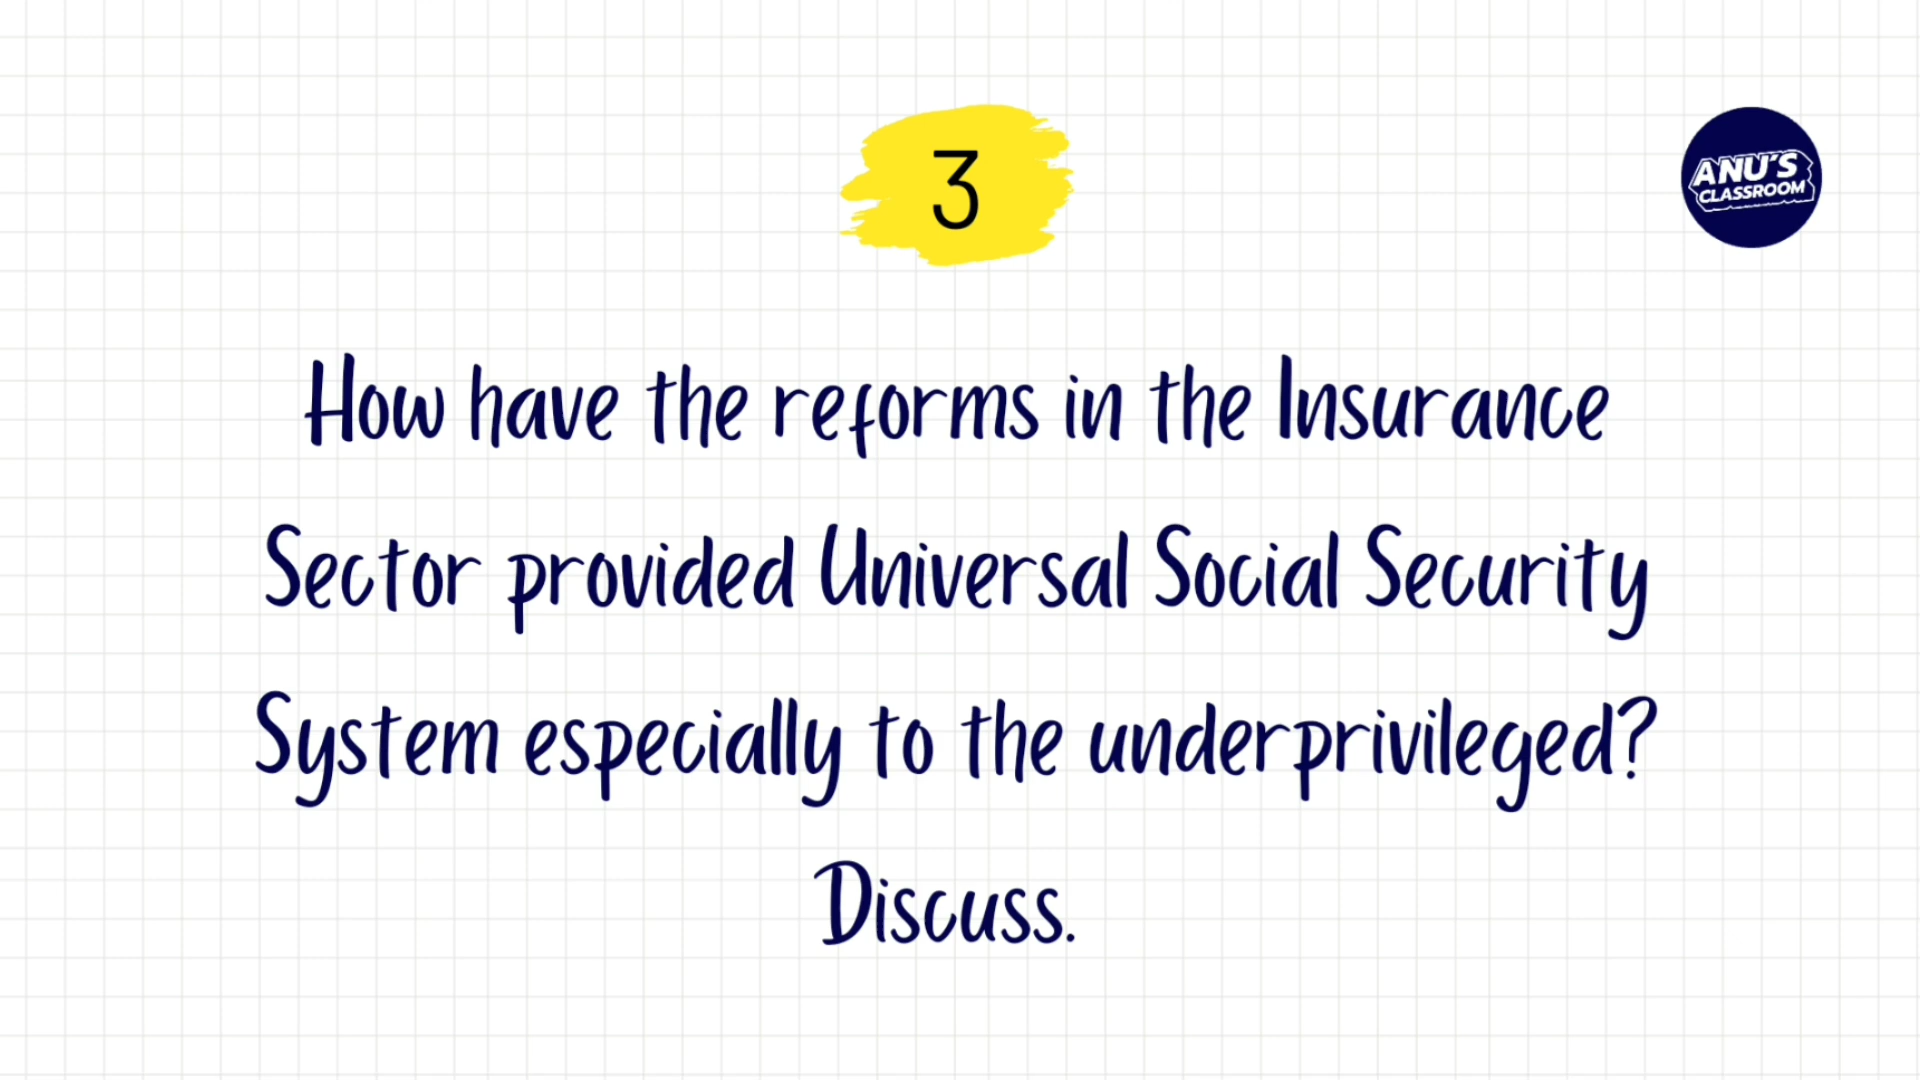 3
ANU'S
CLASSROOM
How have the reforms in the Insurance
Sector provided Universal Social Security
System especially to the underprivileged?
Discuss.